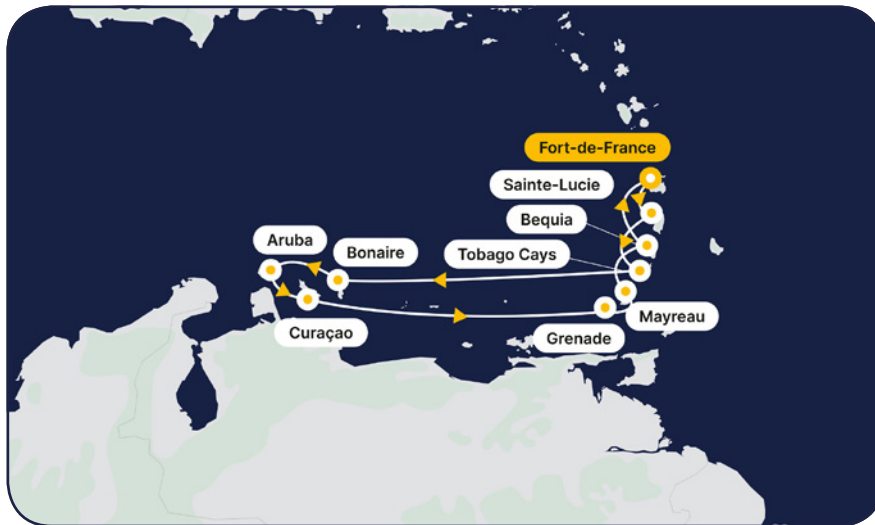 Fort-de-France
Sainte-Lucie
Bequia
Aruba
Bonaire
Tobago Cays
Curaçao
Grenade
Mayreau